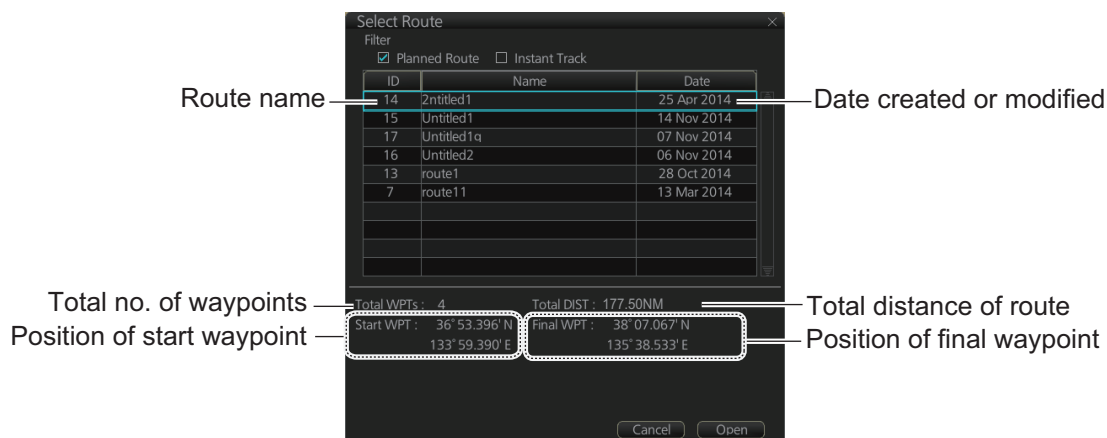 Select Route
Filter
Planned Route Instant Track
ID Name Date
Route name 14 2ntitled1 25 Apr 2014 Date created or modified
15 Untitled1 14 Nov 2014
17 Untitled1q 07 Nov 2014
16 Untitled2 06 Nov 2014
13 route1 28 Oct 2014
7 route11 13 Mar 2014
Total no. of waypoints Total WPTs : 4 Total DIST : 177.50NM Total distance of route
Position of start waypoint Start WPT : 36° 53.396' N Final WPT : 38° 07.067' N Position of final waypoint
133° 59.390' E 135° 38.533' E
Cancel Open